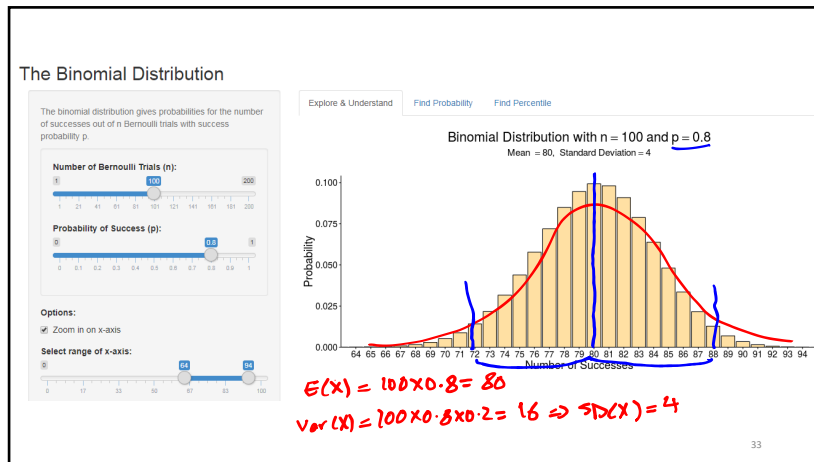 The Binomial Distribution
The binomial distribution gives probabilities for the number
of successes out of n Bernoulli trials with success
probability p.
Number of Bernoulli Trials (n):
1 100 200
1 21 41 61 81 101 121 141 161 181 200
Probability of Success (p):
0 0.8 1
0 0.1 0.2 0.3 0.4 0.5 0.6 0.7 0.8 0.9 1
Options:
Zoom in on x-axis
Select range of x-axis:
0 64 94
0 17 33 50 67 83 100
Explore & Understand Find Probability Find Percentile
Binomial Distribution with n = 100 and p = 0.8
Mean = 80, Standard Deviation = 4
Probability
0.100
0.075
0.050
0.025
0.000
64 65 66 67 68 69 70 71 72 73 74 75 76 77 78 79 80 81 82 83 84 85 86 87 88 89 90 91 92 93 94
Number of Successes
E(X) = 100x0.8= 80
Var(X) = 100x0.8x0.2= 16 => SD(X) = 4
33